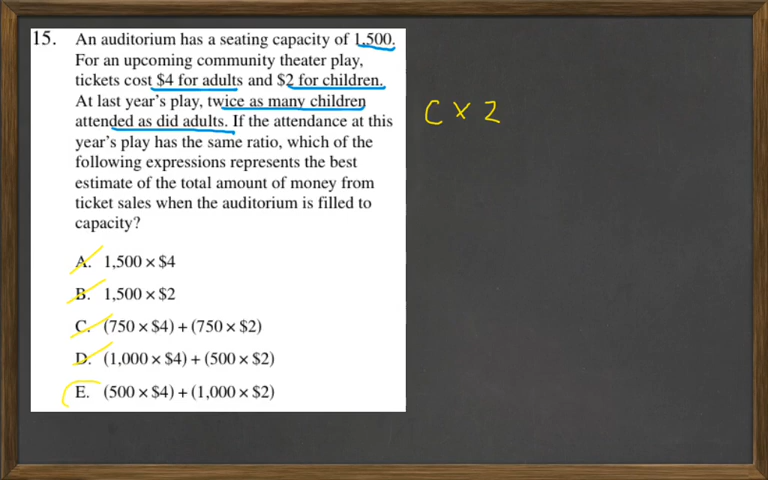 15. An auditorium has a seating capacity of 1,500.
For an upcoming community theater play,
tickets cost $4 for adults and $2 for children.
At last year's play, twice as many children
attended as did adults. If the attendance at this
year's play has the same ratio, which of the
following expressions represents the best
estimate of the total amount of money from
ticket sales when the auditorium is filled to
capacity?
A. 1,500 × $4
B. 1,500 × $2
C. (750 × $4) + (750 × $2)
D. (1,000 × $4) + (500 × $2)
E. (500 × $4) + (1,000 × $2)
C × 2